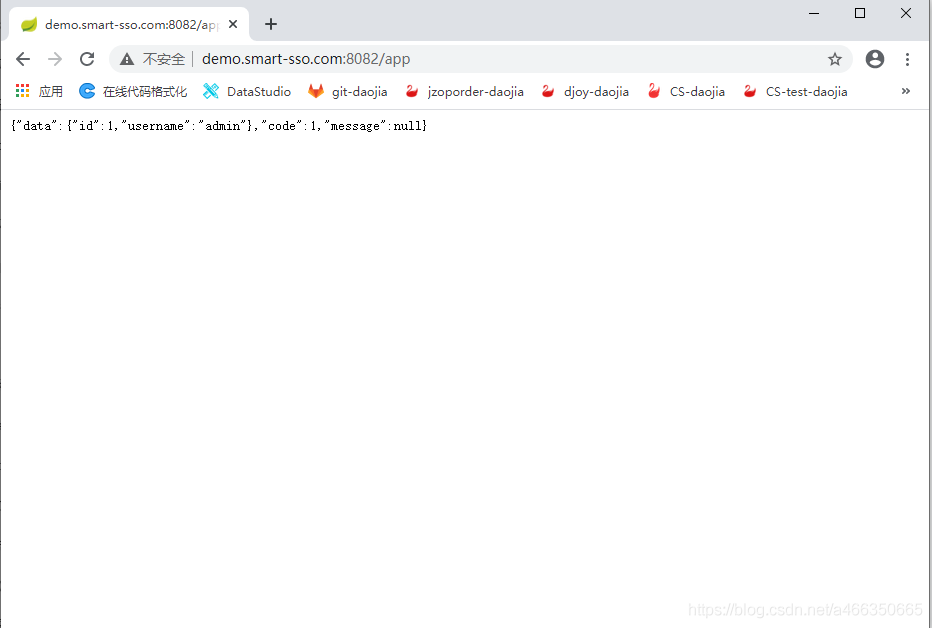 demo.smart-sso.com:8082/app
不安全 demo.smart-sso.com:8082/app
应用 在线代码格式化 DataStudio git-daojia jzoporder-daojia djoy-daojia CS-daojia CS-test-daojia »
{"data":{"id":1,"username":"admin"},"code":1,"message":null}
https://blog.csdn.net/a466350665